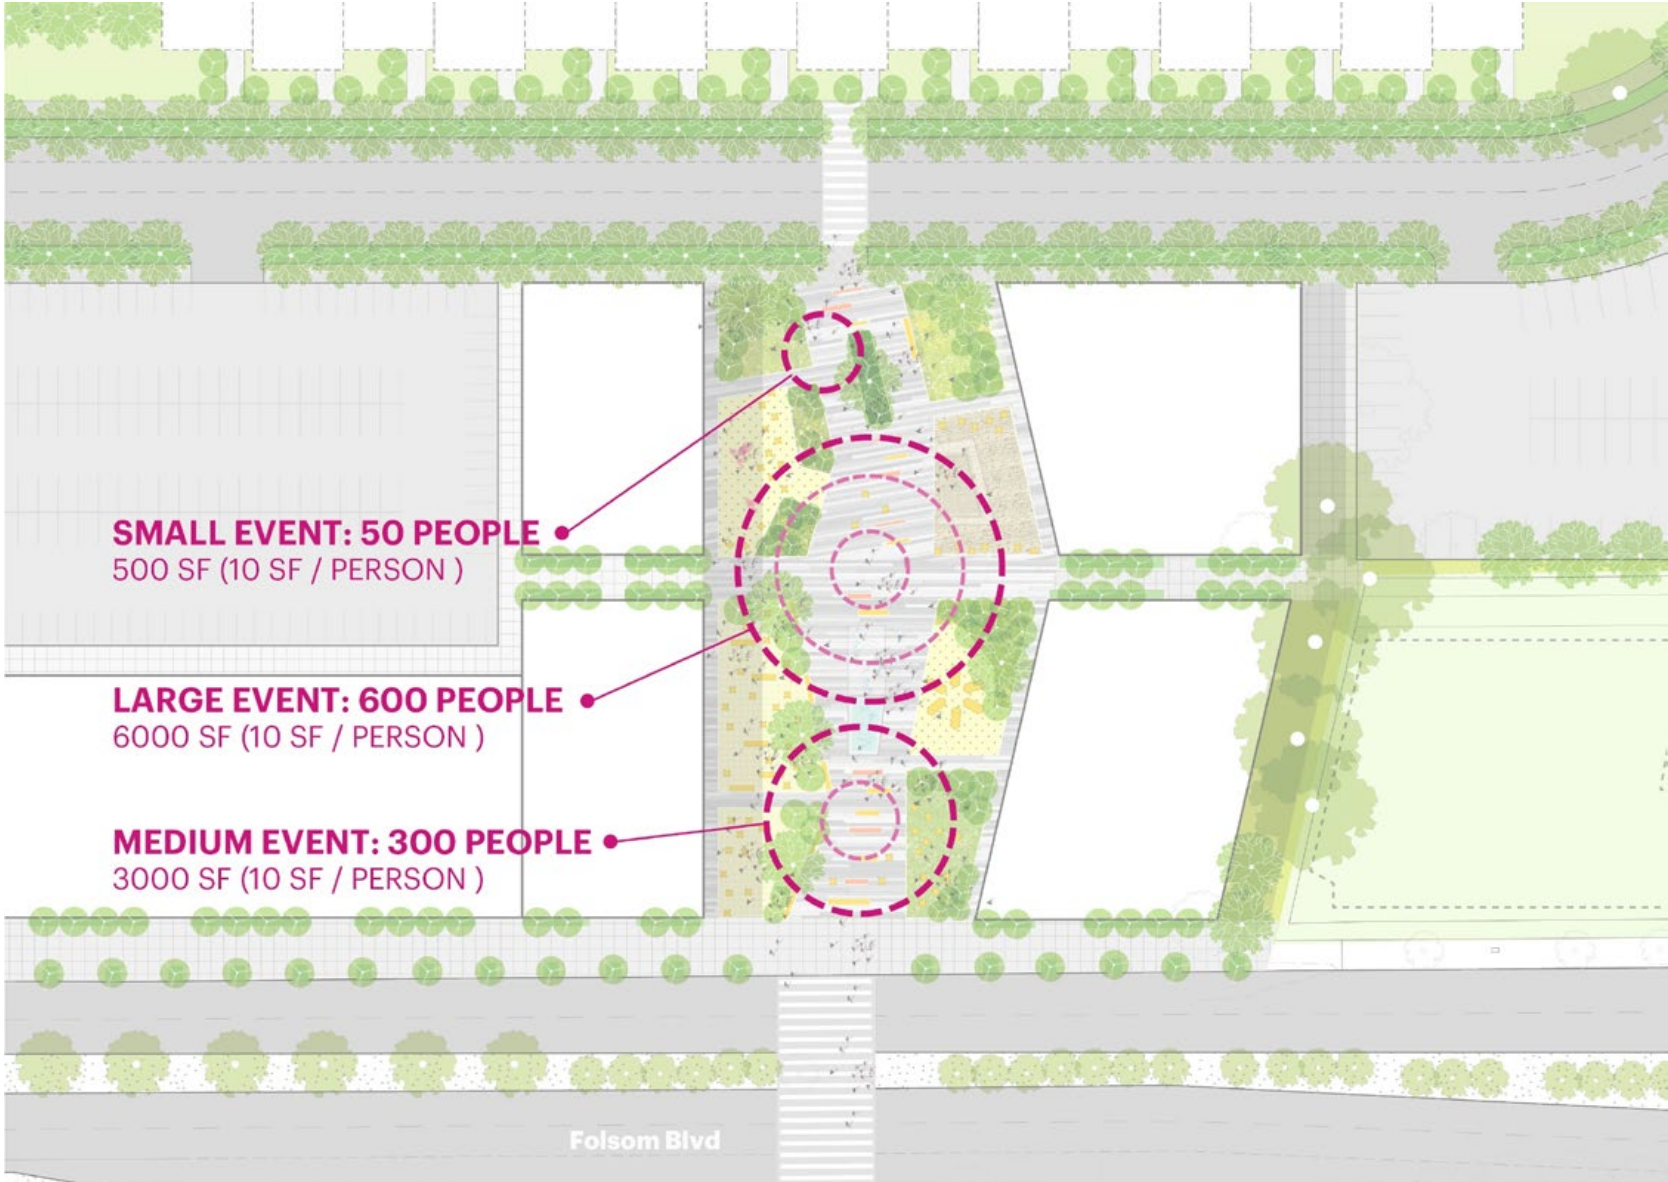 SMALL EVENT: 50 PEOPLE
500 SF (10 SF / PERSON )
LARGE EVENT: 600 PEOPLE
6000 SF (10 SF / PERSON )
MEDIUM EVENT: 300 PEOPLE
3000 SF (10 SF / PERSON )
Folsom Blvd